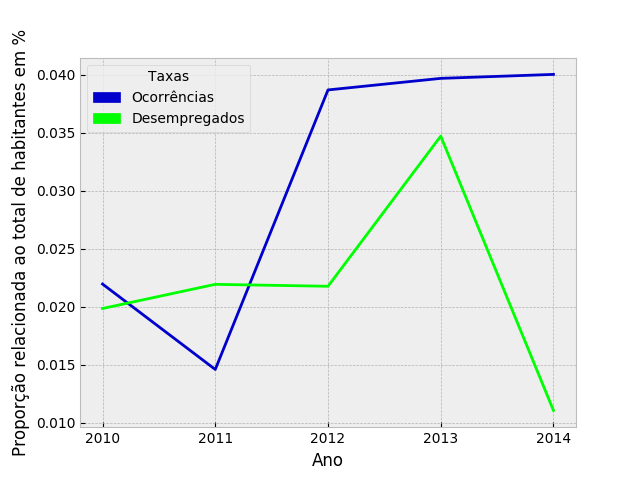 Proporção relacionada ao total de habitantes em %
0.040
0.035
0.030
0.025
0.020
0.015
0.010
Taxas
Ocorrências
Desempregados
2010 2011 2012 2013 2014
Ano